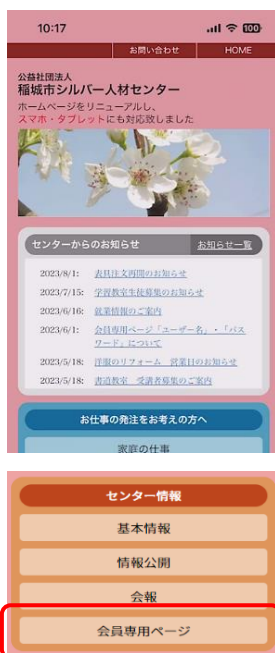 10:17
100
お問い合わせ HOME
公益社団法人
稲城市シルバー人材センター
ホームページをリニューアルし、
スマホ・タブレットにも対応致しました
センターからのお知らせ お知らせ一覧
2023/8/1: 表具注文再開のお知らせ
2023/7/15: 学習教室生徒募集のお知らせ
2023/6/16: 就業情報のご案内
2023/6/1: 会員専用ページ「ユーザー名」・「パス
ワード」について
2023/5/18: 洋服のリフォーム 営業日のお知らせ
2023/5/18: 書道教室 受講者募集のご案内
お仕事の発注をお考えの方へ
家庭の仕事
センター情報
基本情報
情報公開
会報
会員専用ページ